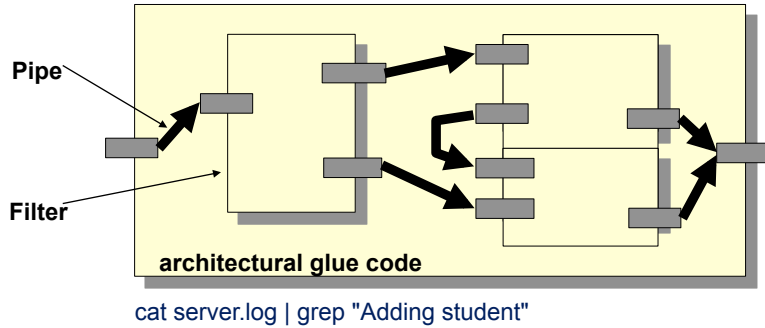 Pipe
Filter
architectural glue code
cat server.log | grep "Adding student"